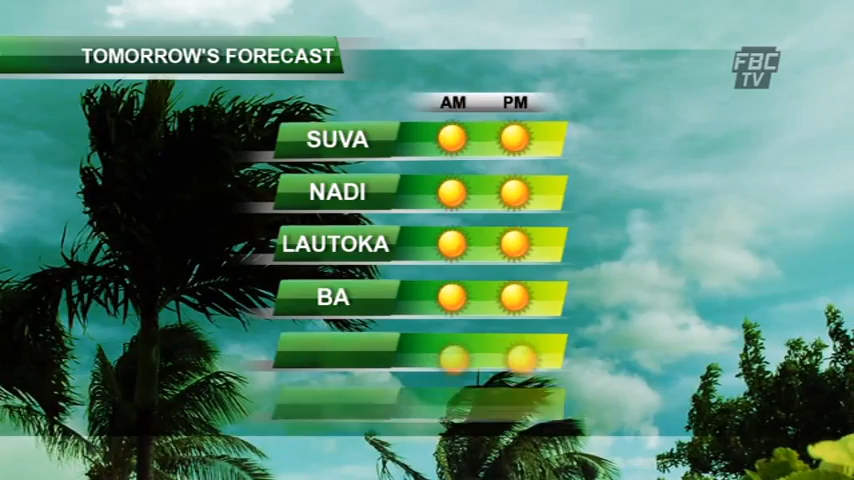 TOMORROW'S FORECAST
FBC
TV
AM PM
SUVA
NADI
LAUTOKA
BA